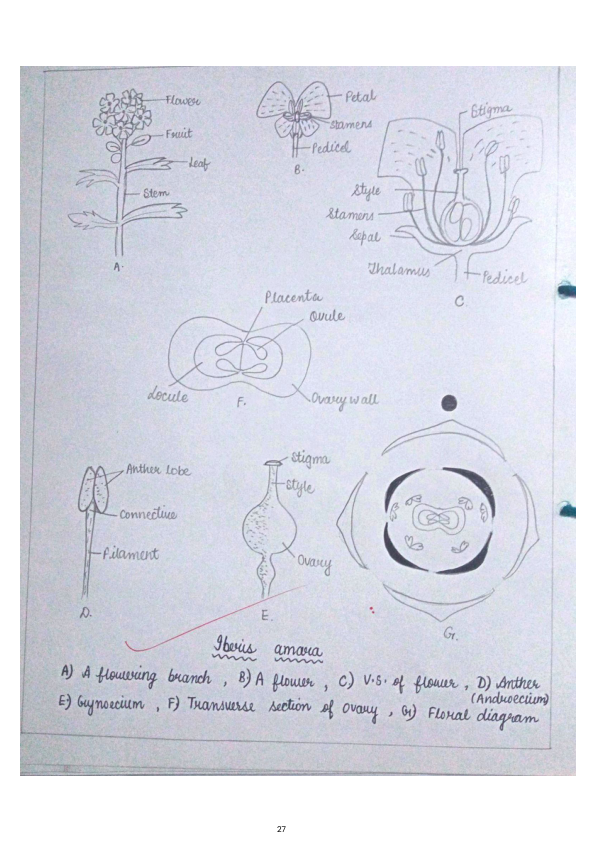 Flower
Fruit
Leaf
Stem
A.
Petal
Stamens
Pedicel
B.
Stigma
Style
Stamens
Sepal
Thalamus
Pedicel
C.
Placenta
Ovule
Locule
F.
Ovary wall
Anther lobe
Connective
Filament
D.
Stigma
Style
Ovary
E.
G.
Iberis amara
A) A flowering branch , B) A flower , C) V.S. of flower , D) Anther
(Androecium)
E) Gynoecium , F) Transverse section of ovary , G) Floral diagram
27